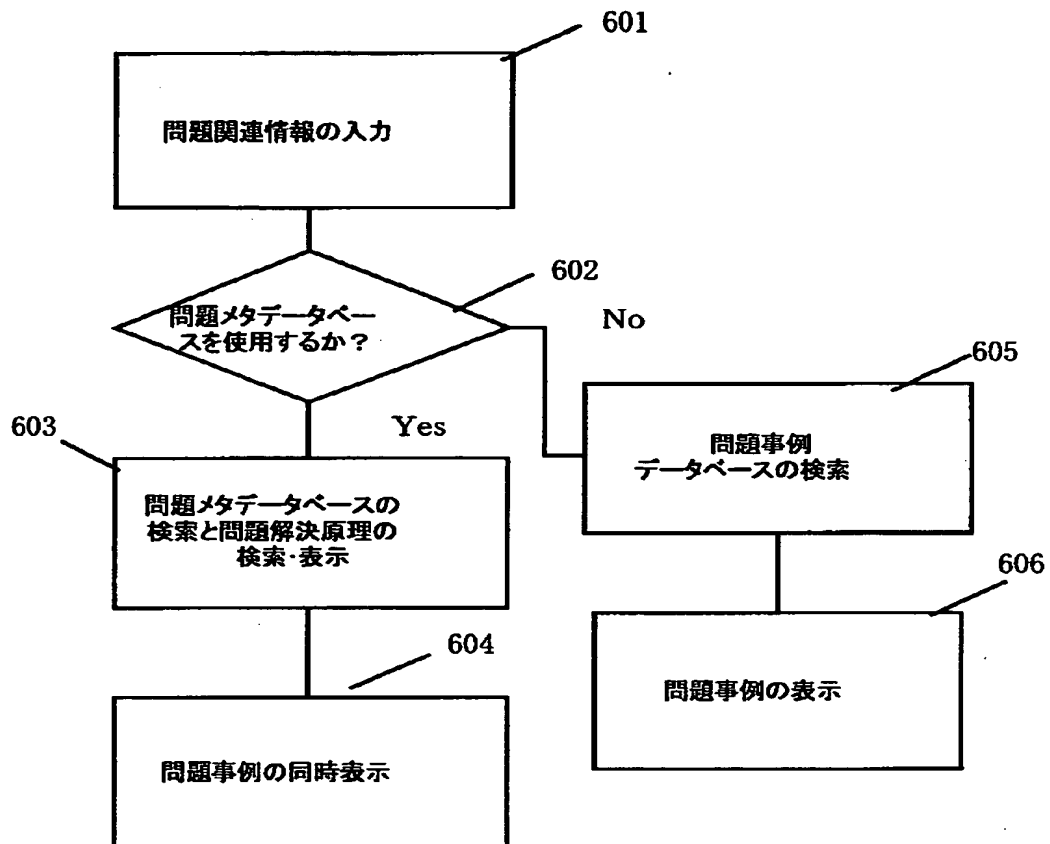 601
問題関連情報の入力
602
問題メタデータベー
スを使用するか？
No
605
603
Yes
問題事例
データベースの検索
問題メタデータベースの
検索と問題解決原理の
検索・表示
606
604
問題事例の表示
問題事例の同時表示